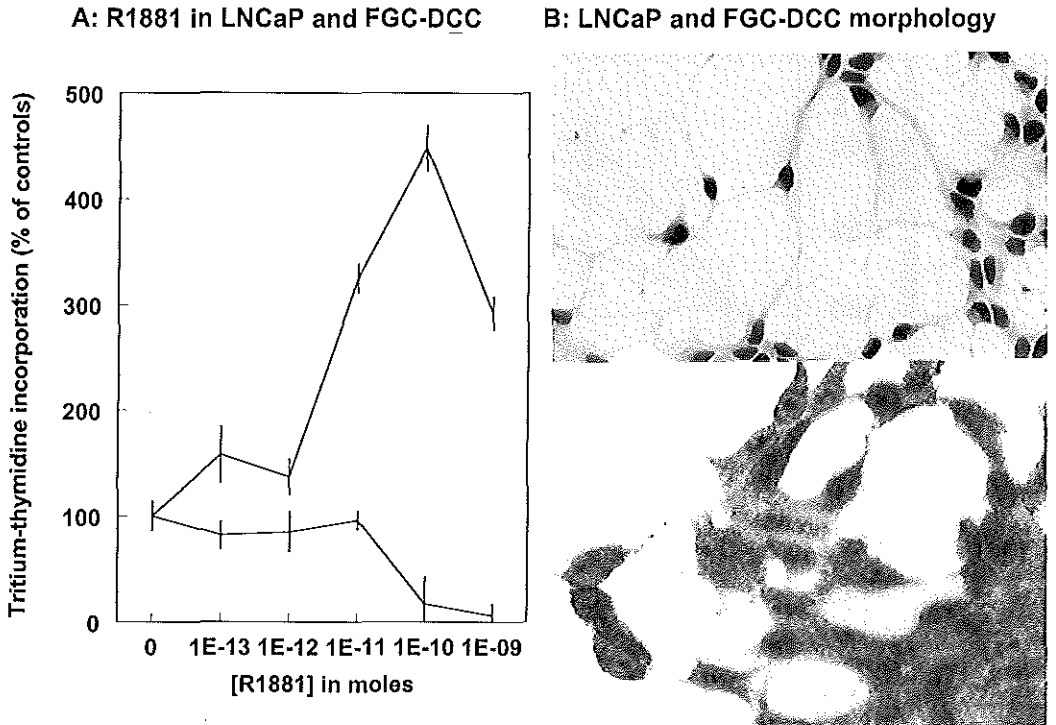 A: R1881 in LNCaP and FGC-DCC
B: LNCaP and FGC-DCC morphology
Tritium-thymidine incorporation (% of controls)
500
400
300
200
100
0
0 1E-13 1E-12 1E-11 1E-10 1E-09
[R1881] in moles